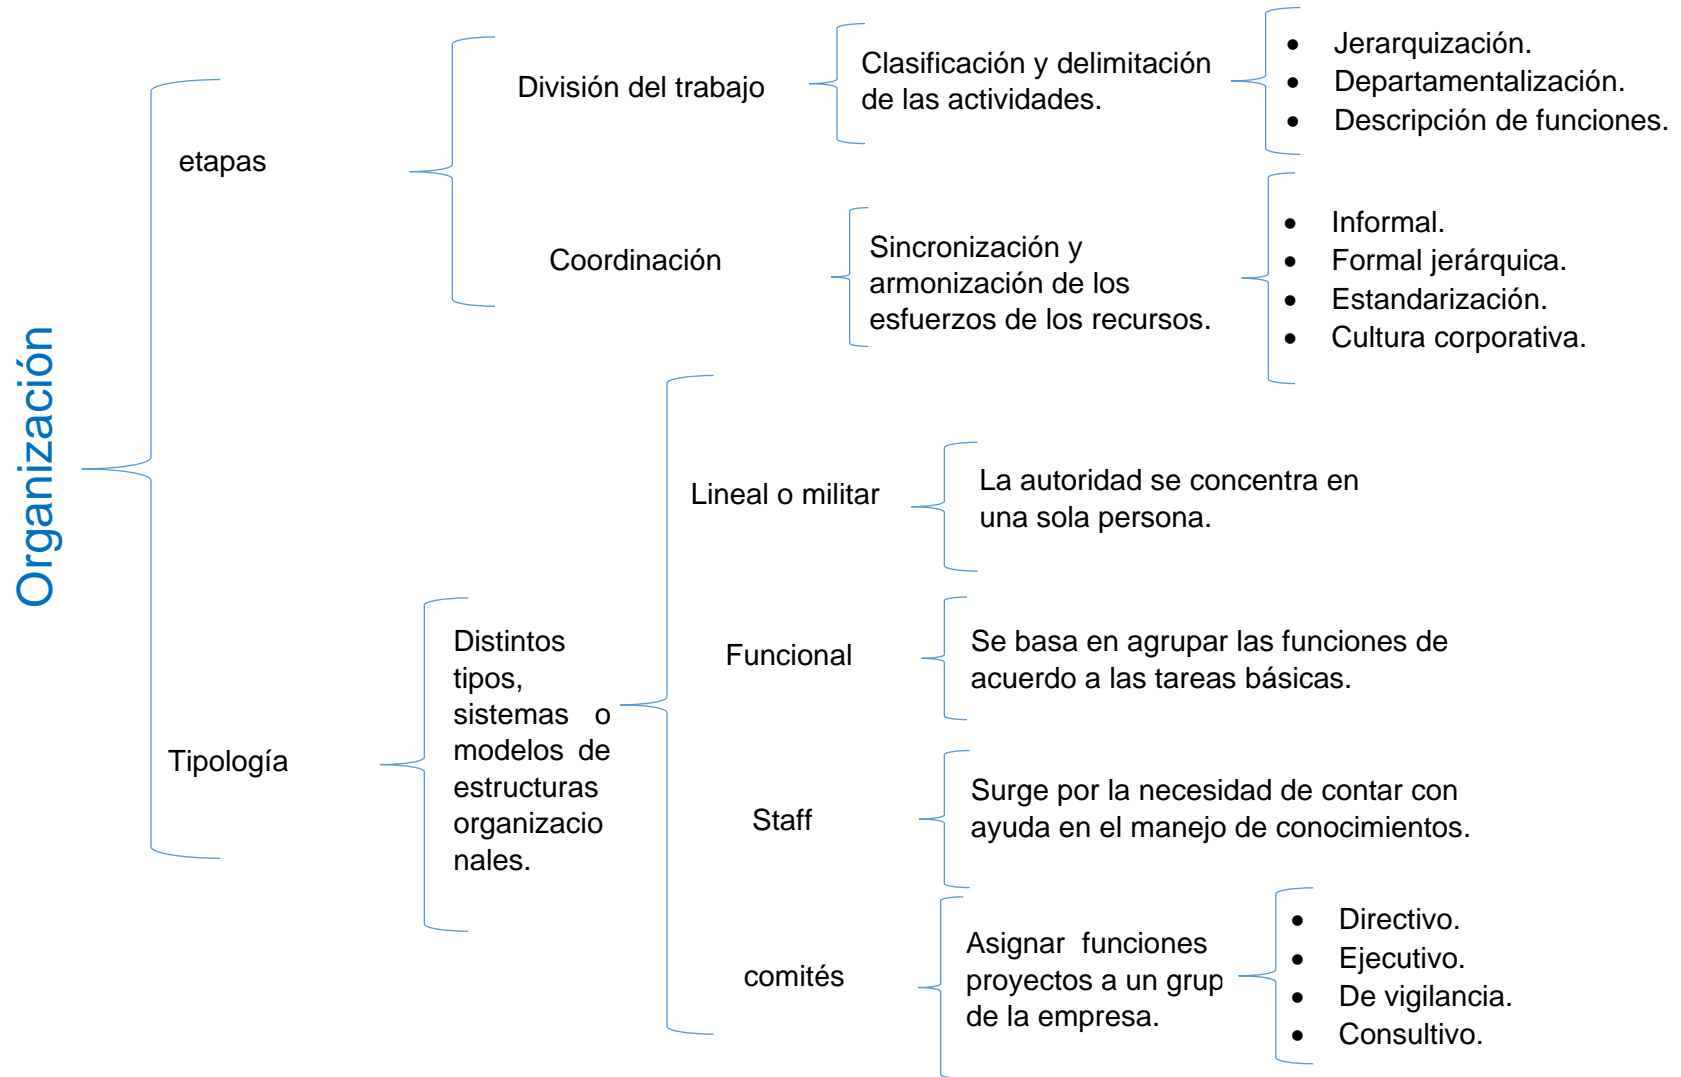 Organización
etapas
División del trabajo
Clasificación y delimitación
de las actividades.
• Jerarquización.
• Departamentalización.
• Descripción de funciones.
Coordinación
Sincronización y
armonización de los
esfuerzos de los recursos.
• Informal.
• Formal jerárquica.
• Estandarización.
• Cultura corporativa.
Tipología
Distintos
tipos,
sistemas o
modelos de
estructuras
organizacio
nales.
Lineal o militar
La autoridad se concentra en
una sola persona.
Funcional
Se basa en agrupar las funciones de
acuerdo a las tareas básicas.
Staff
Surge por la necesidad de contar con
ayuda en el manejo de conocimientos.
comités
Asignar funciones
proyectos a un grup
de la empresa.
• Directivo.
• Ejecutivo.
• De vigilancia.
• Consultivo.